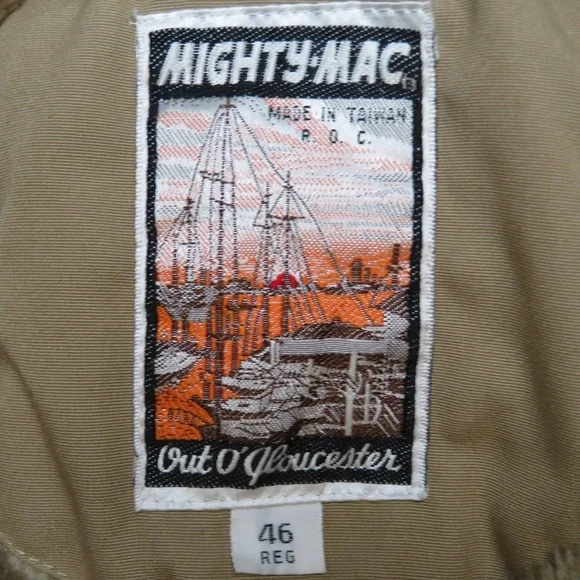 MIGHTY-MAC
MADE IN TAIWAN
R. O. C.
Out O' Gloucester
46
REG